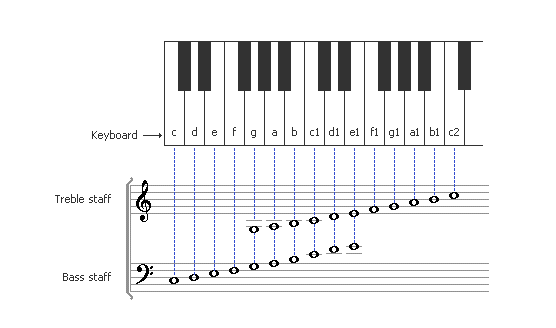 Keyboard
c d e f g a b c1 d1 e1 f1 g1 a1 b1 c2
Treble staff
Bass staff